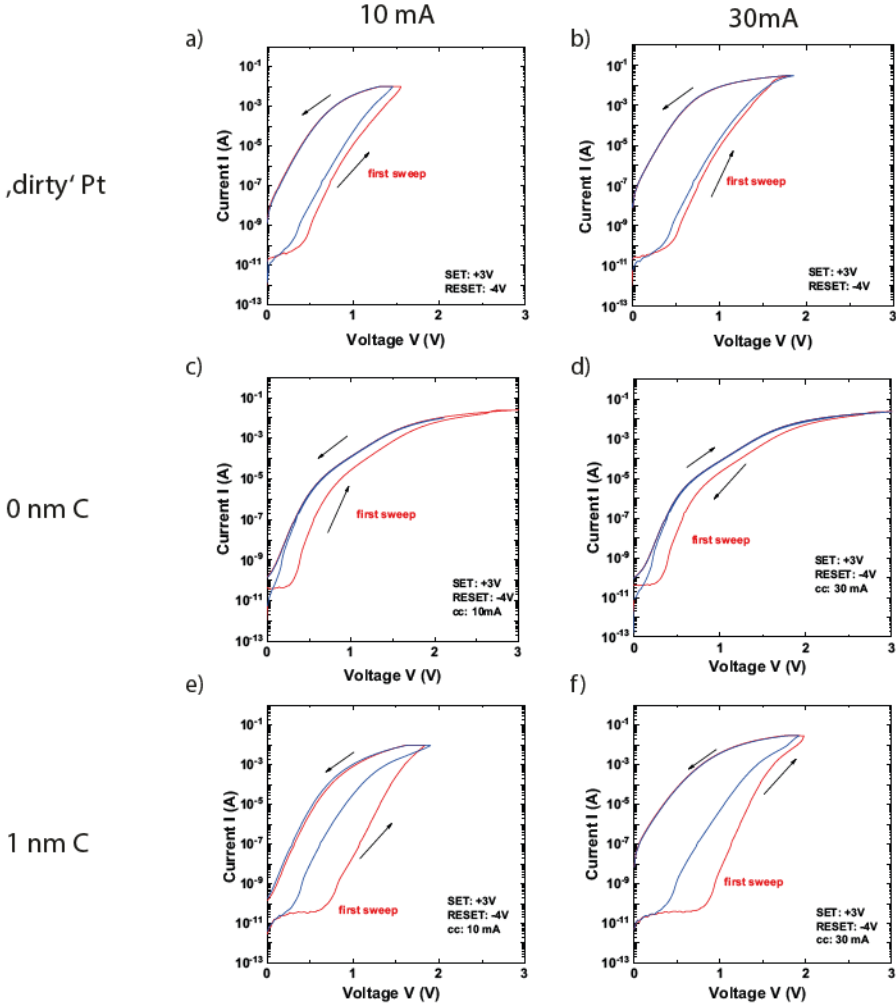 10 mA
30mA
a)
b)
‚dirty‘ Pt
Current I (A)
10⁻¹
10⁻³
10⁻⁵
10⁻⁷
10⁻⁹
10⁻¹¹
10⁻¹³
first sweep
SET: +3V
RESET: -4V
0 1 2 3
Voltage V (V)
Current I (A)
10⁻¹
10⁻³
10⁻⁵
10⁻⁷
10⁻⁹
10⁻¹¹
10⁻¹³
first sweep
SET: +3V
RESET: -4V
0 1 2 3
Voltage V (V)
c)
d)
0 nm C
Current I (A)
10⁻¹
10⁻³
10⁻⁵
10⁻⁷
10⁻⁹
10⁻¹¹
10⁻¹³
first sweep
SET: +3V
RESET: -4V
cc: 10mA
0 1 2 3
Voltage V (V)
Current I (A)
10⁻¹
10⁻³
10⁻⁵
10⁻⁷
10⁻⁹
10⁻¹¹
10⁻¹³
first sweep
SET: +3V
RESET: -4V
cc: 30 mA
0 1 2 3
Voltage V (V)
e)
f)
1 nm C
Current I (A)
10⁻¹
10⁻³
10⁻⁵
10⁻⁷
10⁻⁹
10⁻¹¹
10⁻¹³
first sweep
SET: +3V
RESET: -4V
cc: 10 mA
0 1 2 3
Voltage V (V)
Current I (A)
10⁻¹
10⁻³
10⁻⁵
10⁻⁷
10⁻⁹
10⁻¹¹
10⁻¹³
first sweep
SET: +3V
RESET: -4V
cc: 30 mA
0 1 2 3
Voltage V (V)